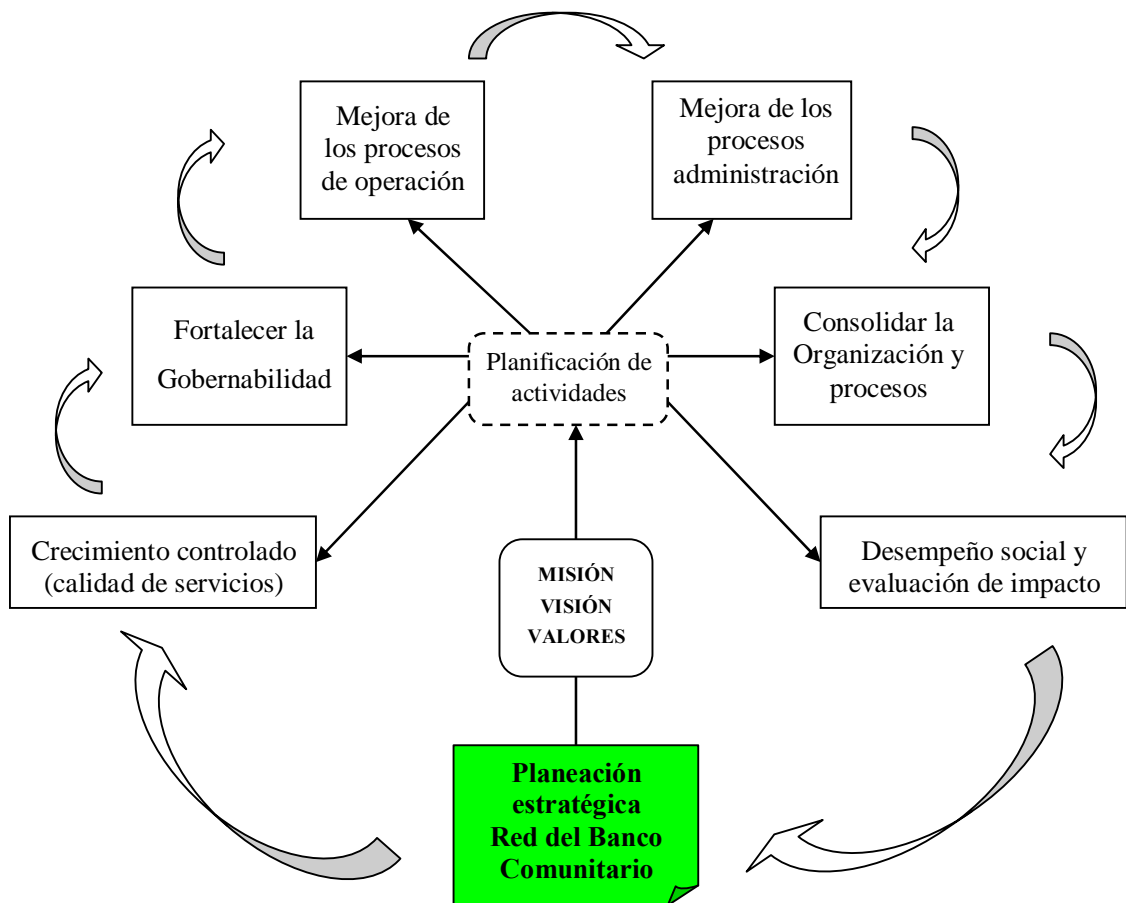 Mejora de
los procesos
de operación
Mejora de los
procesos
administración
Fortalecer la
Gobernabilidad
Planificación de
actividades
Consolidar la
Organización y
procesos
Crecimiento controlado
(calidad de servicios)
MISIÓN
VISIÓN
VALORES
Desempeño social y
evaluación de impacto
Planeación
estratégica
Red del Banco
Comunitario